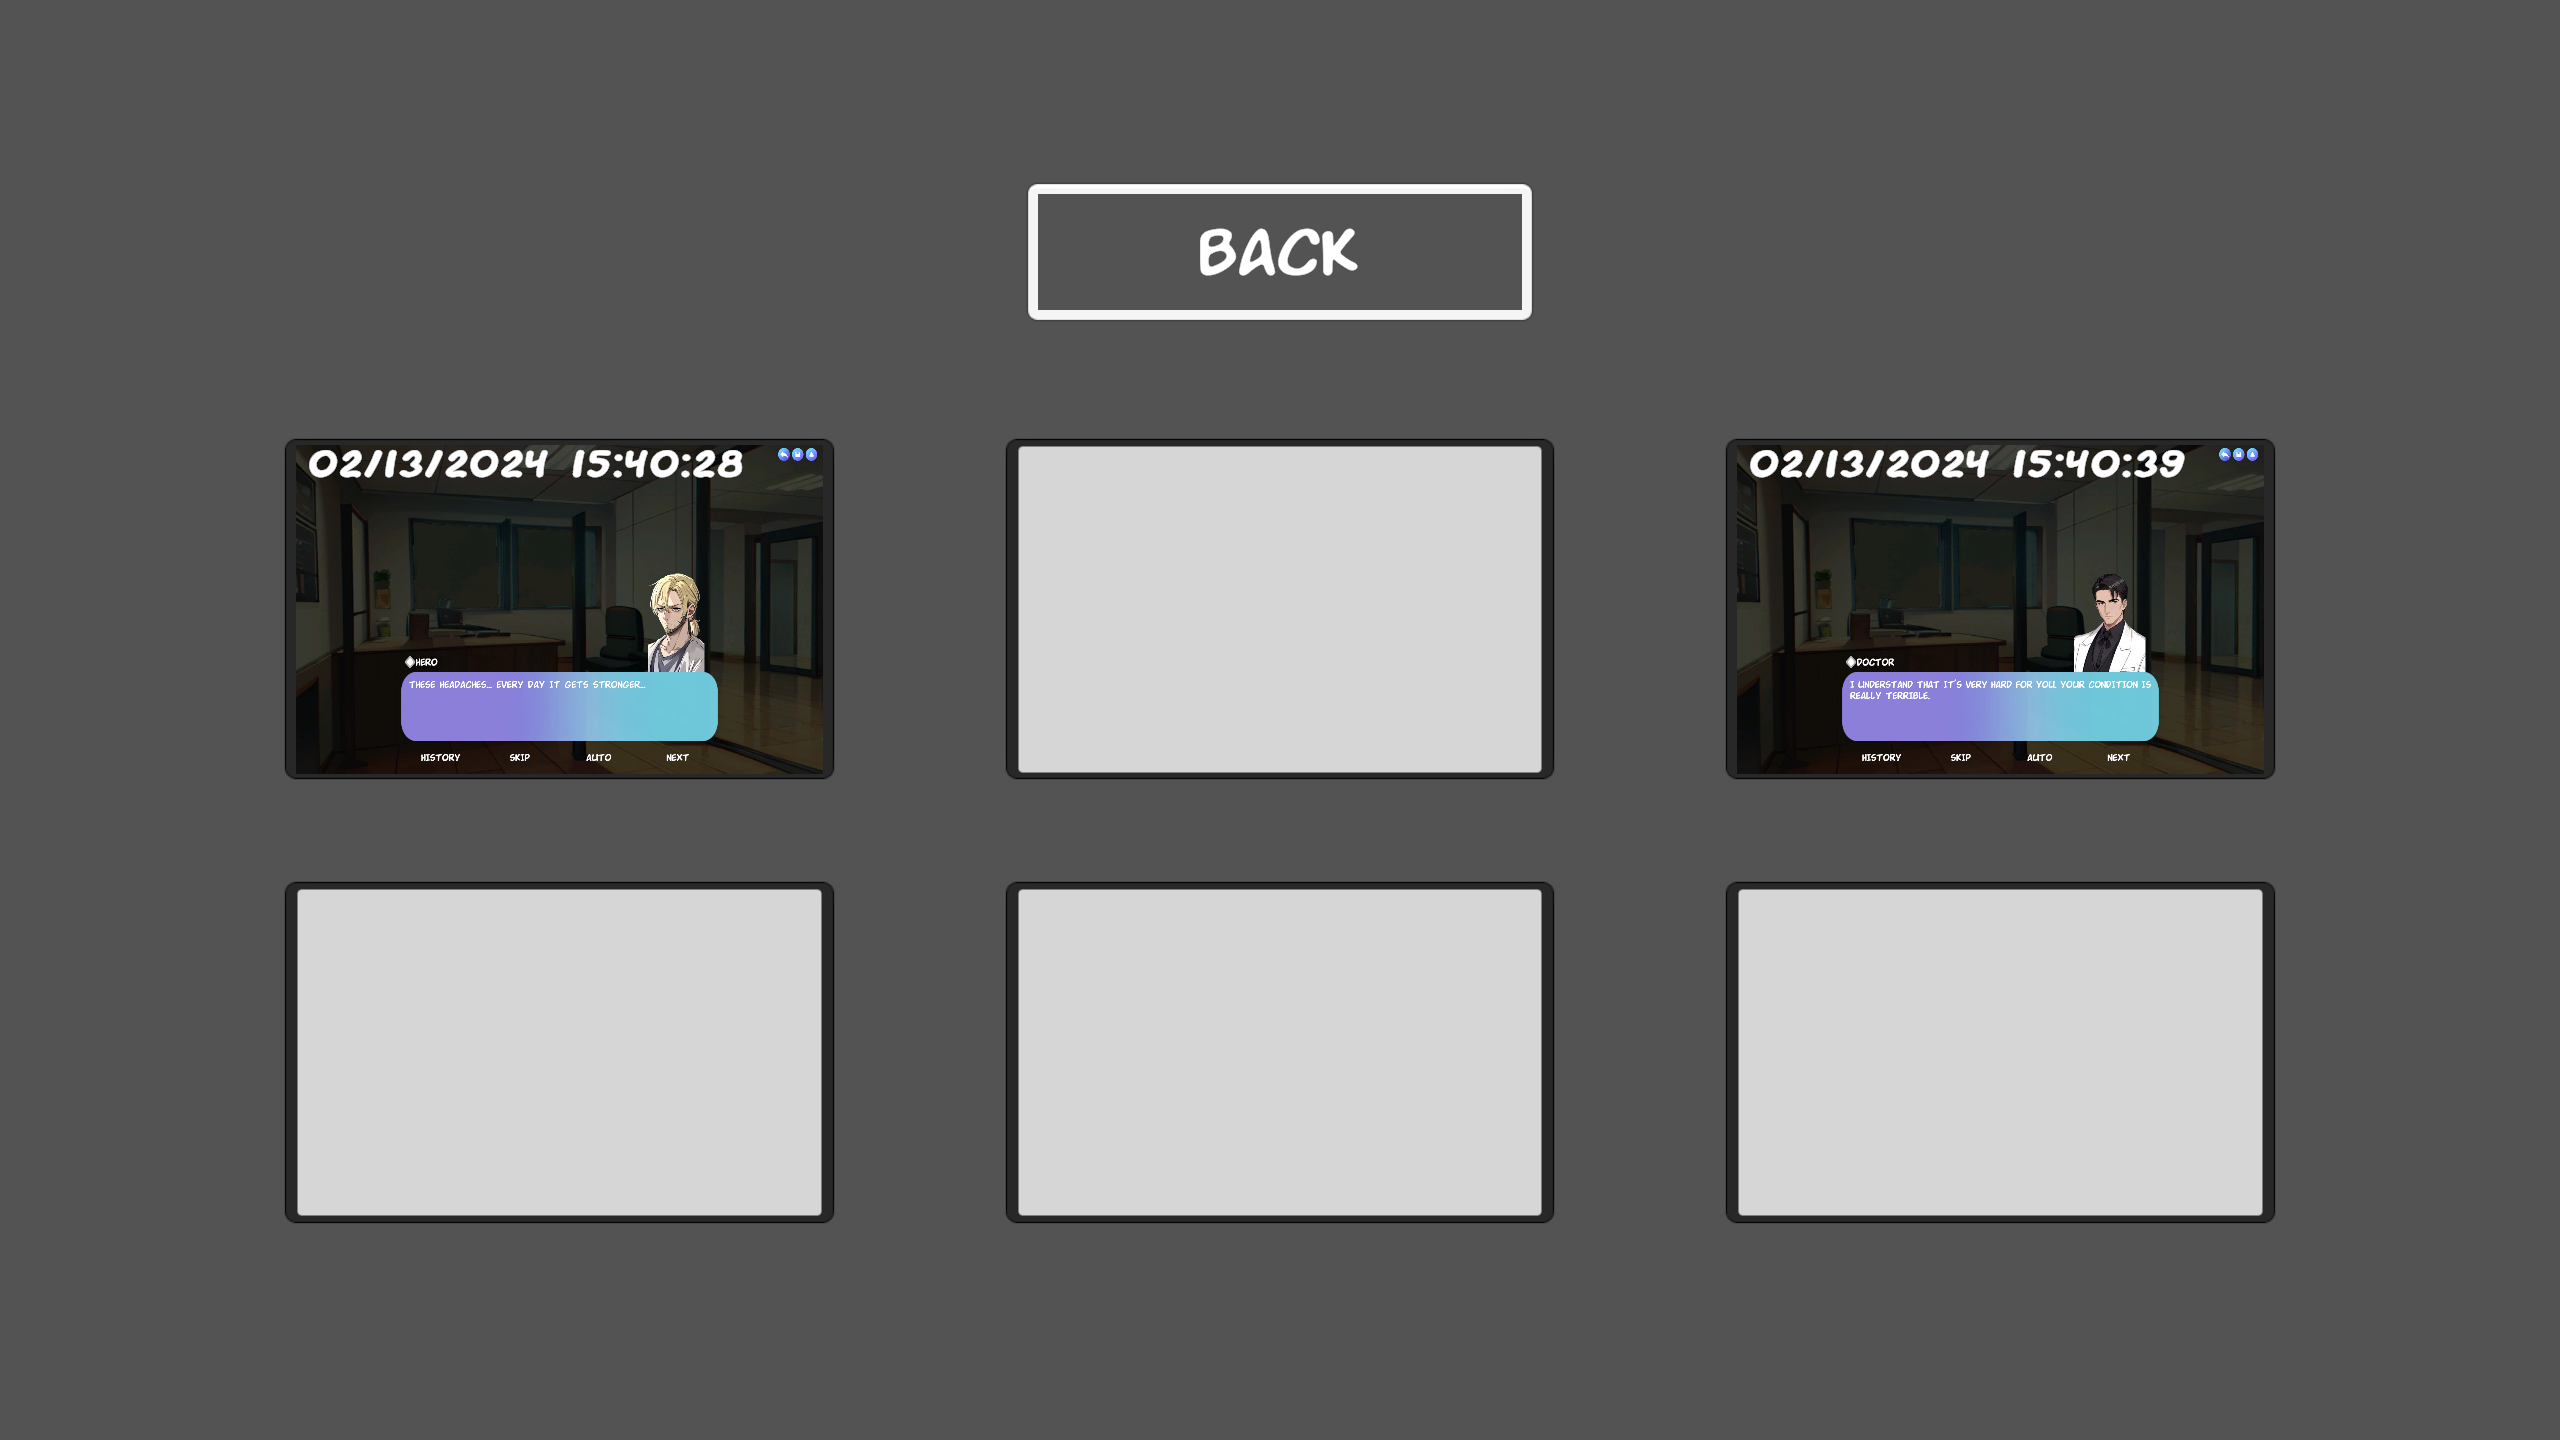 BACK
02/13/2024 15:40:28
HERO
THESE HEADACHES... EVERY DAY IT GETS STRONGER...
HISTORY SKIP AUTO NEXT
02/13/2024 15:40:39
DOCTOR
I UNDERSTAND THAT IT'S VERY HARD FOR YOU. YOUR CONDITION IS
REALLY TERRIBLE.
HISTORY SKIP AUTO NEXT